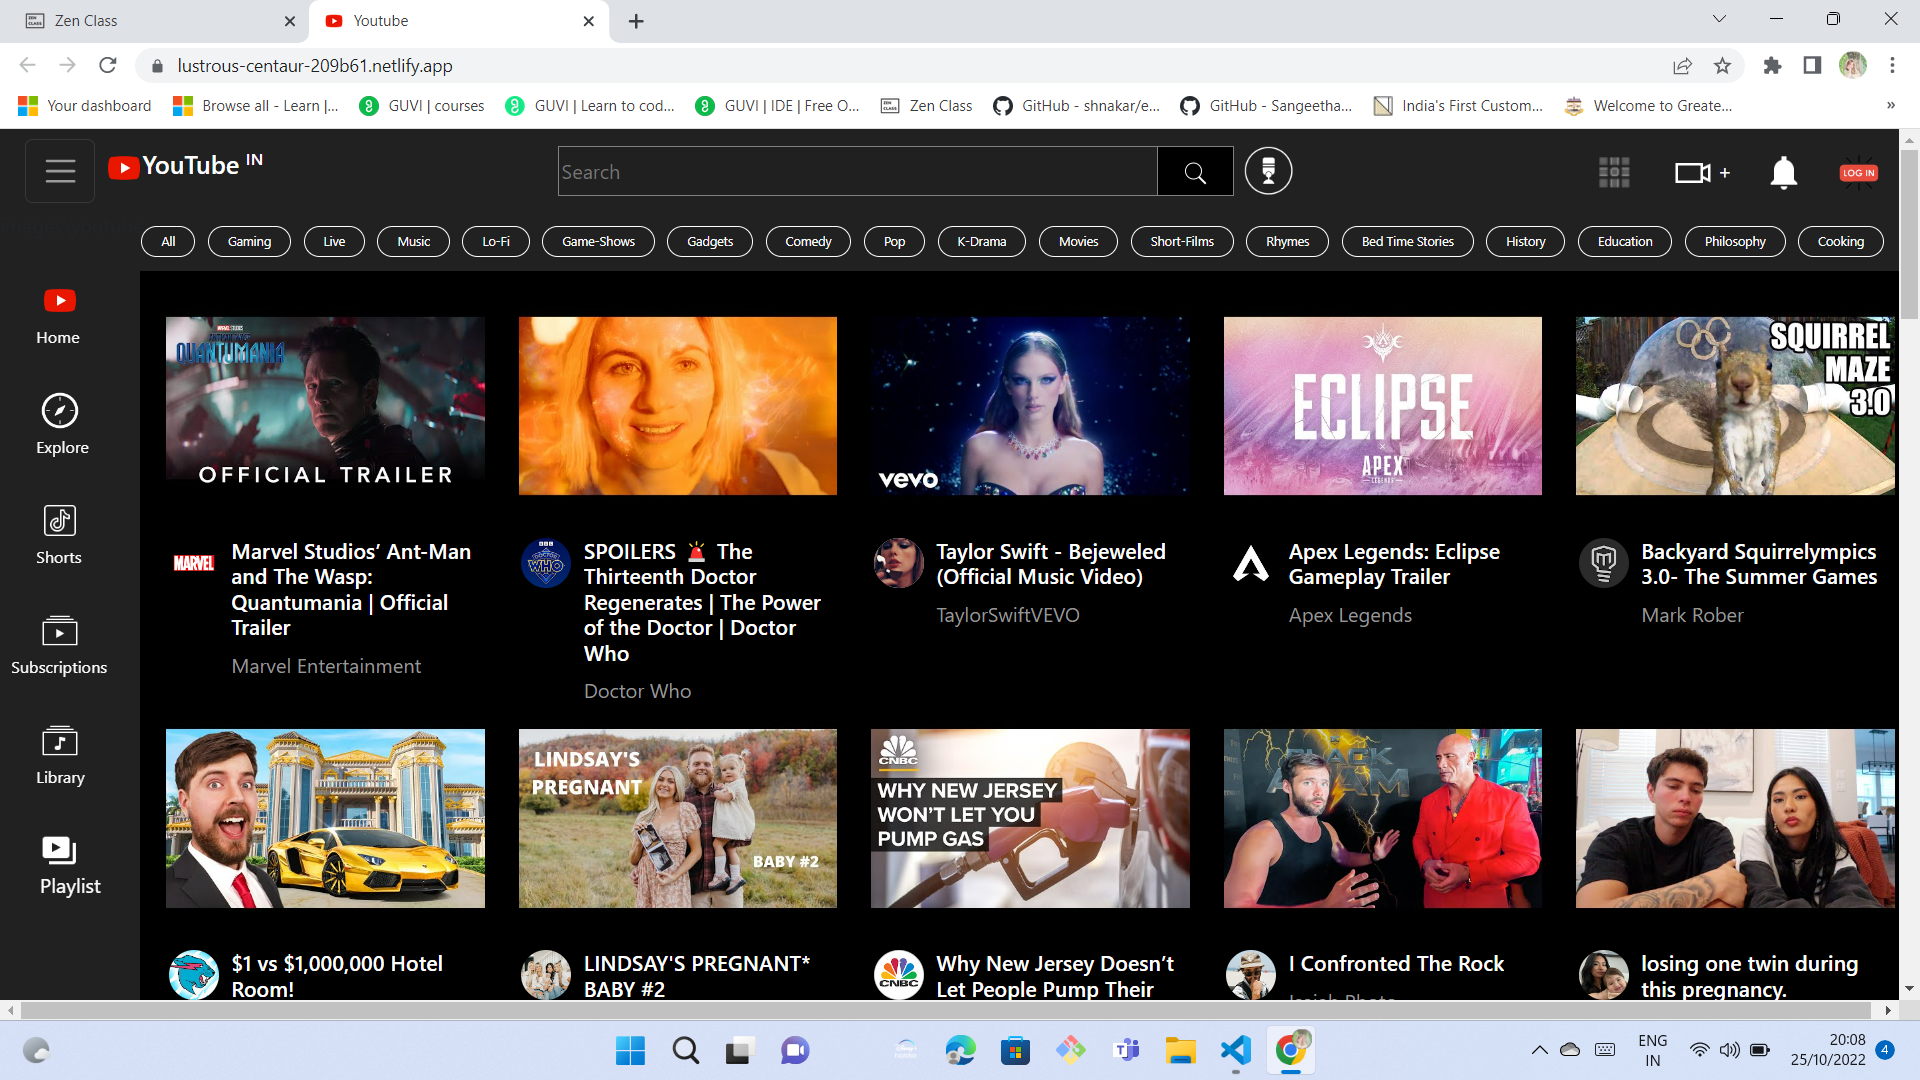 Zen Class
Youtube
lustrous-centaur-209b61.netlify.app
Your dashboard
Browse all - Learn |...
GUVI | courses
GUVI | Learn to cod...
GUVI | IDE | Free O...
Zen Class
GitHub - shnakar/e...
GitHub - Sangeetha...
India's First Custom...
Welcome to Greate...
»
YouTube IN
Search
+
LOG IN
All
Gaming
Live
Music
Lo-Fi
Game-Shows
Gadgets
Comedy
Pop
K-Drama
Movies
Short-Films
Rhymes
Bed Time Stories
History
Education
Philosophy
Cooking
Home
Explore
Shorts
Subscriptions
Library
Playlist
MARVEL STUDIOS
QUANTUMANIA
OFFICIAL TRAILER
vevo
ECLIPSE
×
APEX
LEGENDS
SQUIRREL
MAZE
3.0
MARVEL
Marvel Studios’ Ant-Man
and The Wasp:
Quantumania | Official
Trailer
Marvel Entertainment
BBC
DOCTOR
WHO
SPOILERS 🚨 The
Thirteenth Doctor
Regenerates | The Power
of the Doctor | Doctor
Who
Doctor Who
Taylor Swift - Bejeweled
(Official Music Video)
TaylorSwiftVEVO
Apex Legends: Eclipse
Gameplay Trailer
Apex Legends
Backyard Squirrelympics
3.0- The Summer Games
Mark Rober
LINDSAY'S
PREGNANT
BABY #2
CNBC
WHY NEW JERSEY
WON’T LET YOU
PUMP GAS
BLACK
ADAM
$1 vs $1,000,000 Hotel
Room!
LINDSAY'S PREGNANT*
BABY #2
CNBC
Why New Jersey Doesn’t
Let People Pump Their
I Confronted The Rock
losing one twin during
this pregnancy.
ENG
IN
20:08
25/10/2022
4